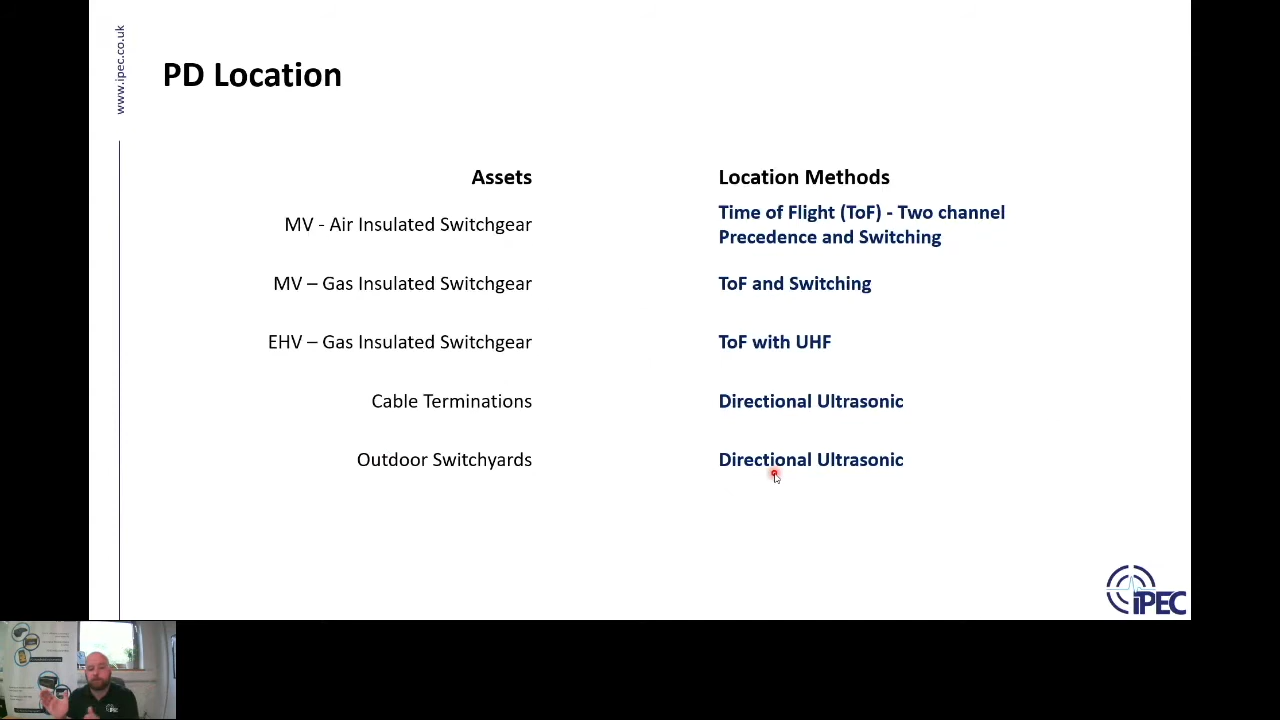 www.ipec.co.uk
PD Location
Assets
Location Methods
MV - Air Insulated Switchgear
Time of Flight (ToF) - Two channel
Precedence and Switching
MV – Gas Insulated Switchgear
ToF and Switching
EHV – Gas Insulated Switchgear
ToF with UHF
Cable Terminations
Directional Ultrasonic
Outdoor Switchyards
Directional Ultrasonic
iPEC
iPEC